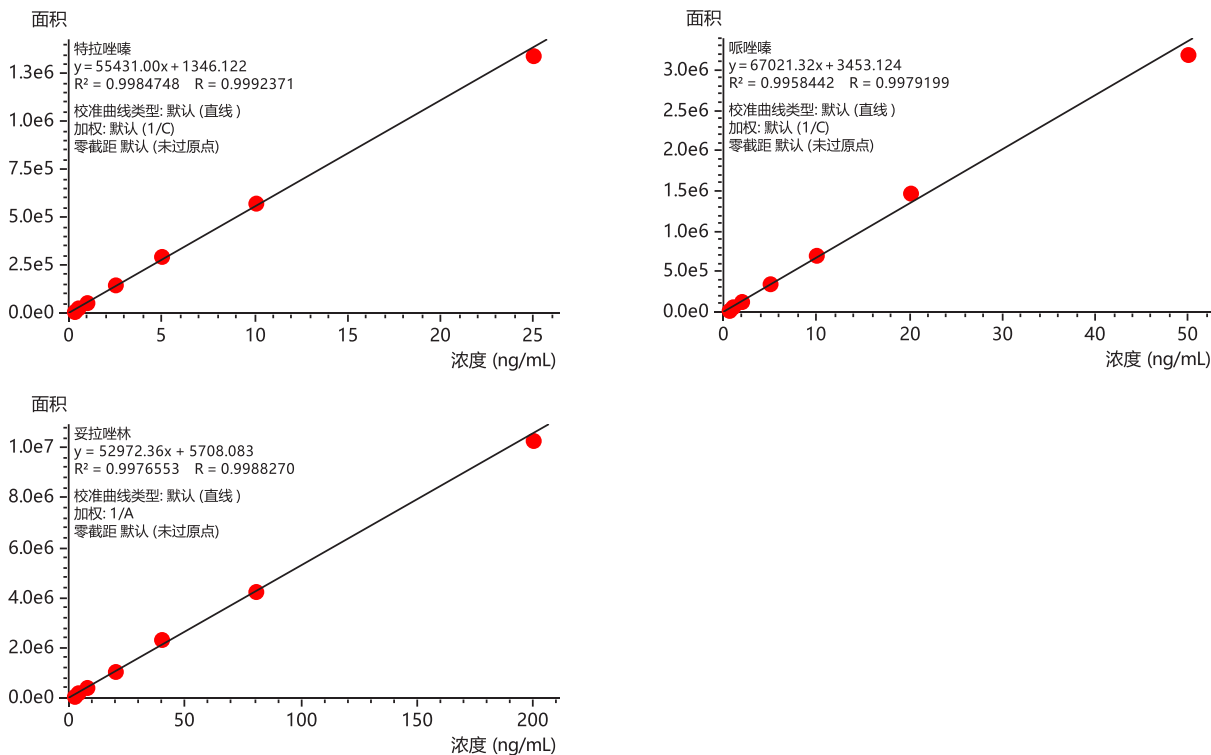 面积
特拉唑嗪
y = 55431.00x + 1346.122
R² = 0.9984748 R = 0.9992371
校准曲线类型: 默认 (直线 )
加权: 默认 (1/C)
零截距 默认 (未过原点)
1.3e6
1.0e6
7.5e5
5.0e5
2.5e5
0.0e0
0 5 10 15 20 25
浓度 (ng/mL)
面积
哌唑嗪
y = 67021.32x + 3453.124
R² = 0.9958442 R = 0.9979199
校准曲线类型: 默认 (直线 )
加权: 默认 (1/C)
零截距 默认 (未过原点)
3.0e6
2.5e6
2.0e6
1.5e6
1.0e6
5.0e5
0.0e0
0 10 20 30 40 50
浓度 (ng/mL)
面积
妥拉唑林
y = 52972.36x + 5708.083
R² = 0.9976553 R = 0.9988270
校准曲线类型: 默认 (直线 )
加权: 1/A
零截距 默认 (未过原点)
1.0e7
8.0e6
6.0e6
4.0e6
2.0e6
0.0e0
0 50 100 150 200
浓度 (ng/mL)